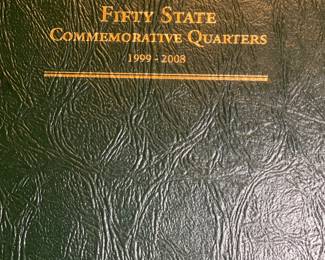 FIFTY STATE
COMMEMORATIVE QUARTERS
1999-2008